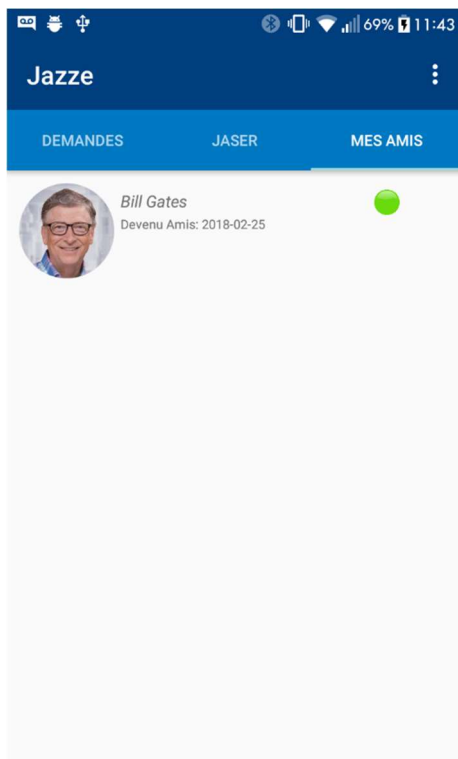 69% 11:43
Jazze
DEMANDES JASER MES AMIS
Bill Gates
Devenu Amis: 2018-02-25